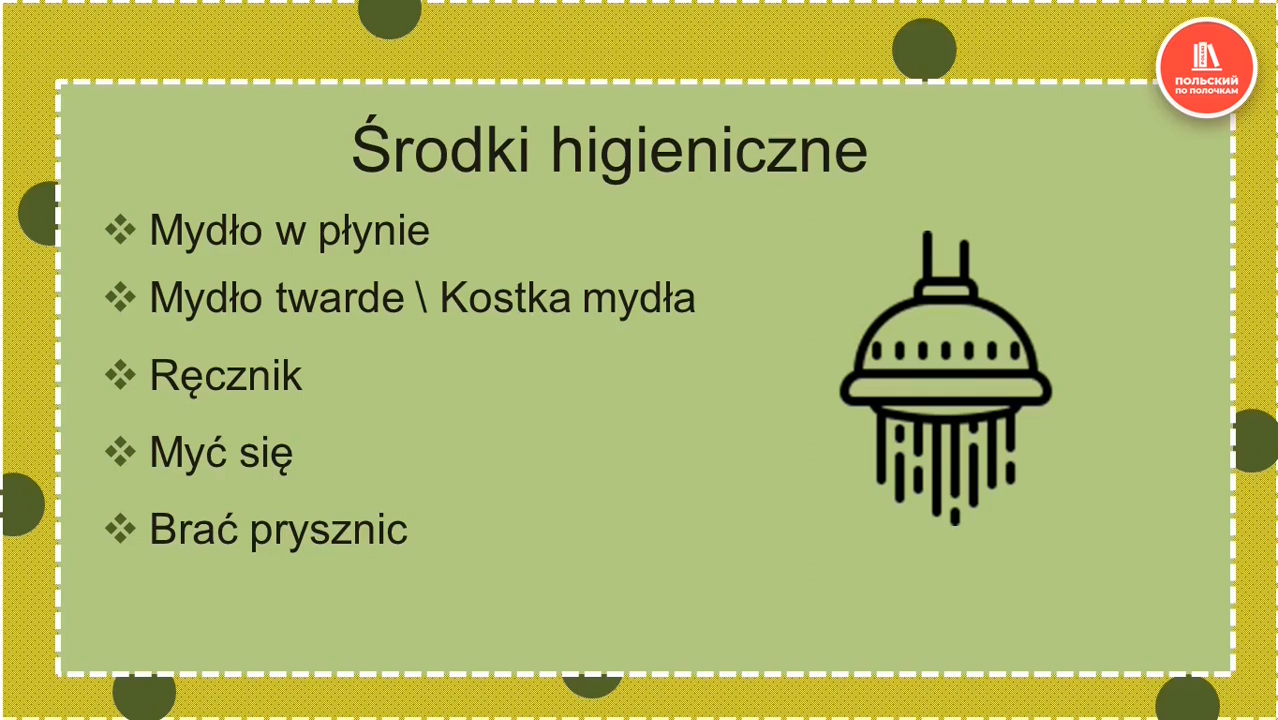 ПОЛЬСКИЙ
ПО ПОЛОЧКАМ
Środki higieniczne
Mydło w płynie
Mydło twarde \ Kostka mydła
Ręcznik
Myć się
Brać prysznic